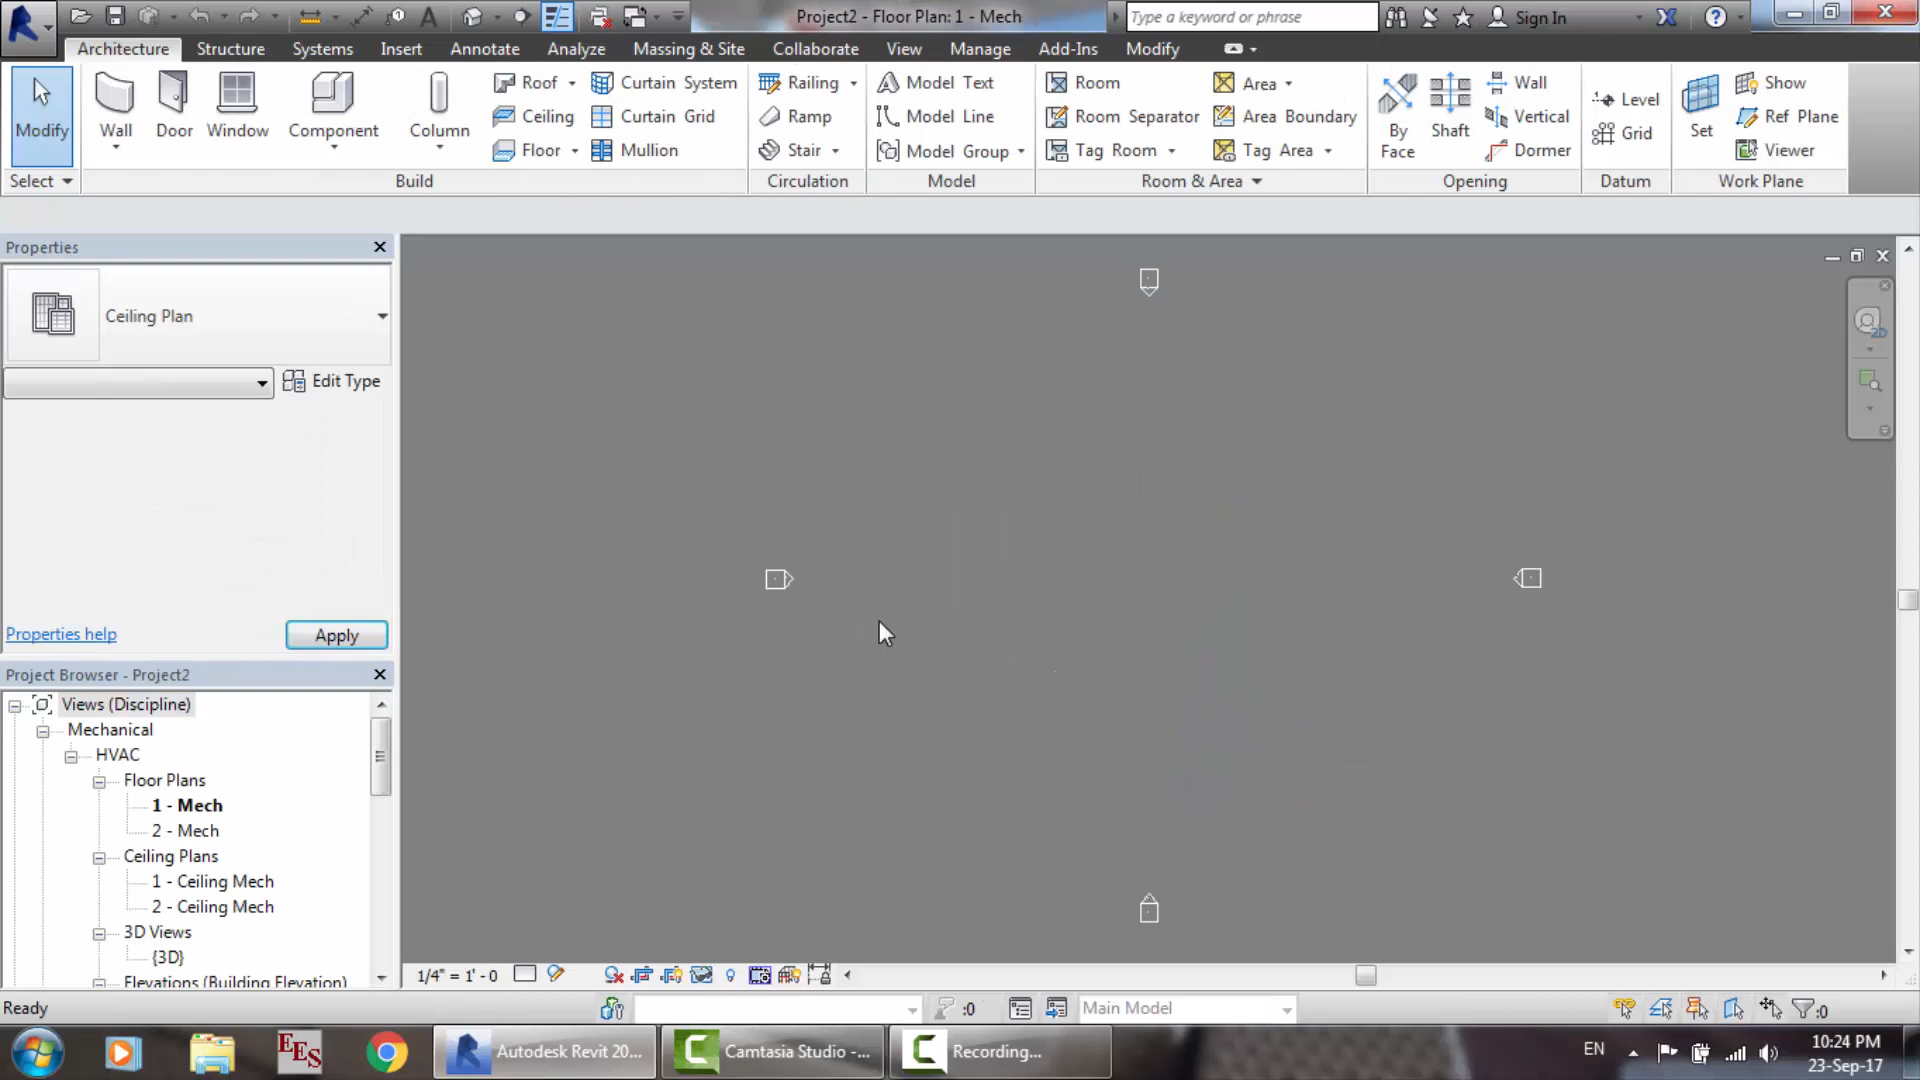 Project2 - Floor Plan: 1 - Mech
Type a keyword or phrase
Sign In
Architecture Structure Systems Insert Annotate Analyze Massing & Site Collaborate View Manage Add-Ins Modify
Modify
Wall
Door
Window
Component
Column
Roof
Ceiling
Floor
Curtain System
Curtain Grid
Mullion
Railing
Ramp
Stair
Model Text
Model Line
Model Group
Room
Room Separator
Tag Room
Area
Area Boundary
Tag Area
By Face
Shaft
Wall
Vertical
Dormer
Level
Grid
Set
Show
Ref Plane
Viewer
Select
Build
Circulation
Model
Room & Area
Opening
Datum
Work Plane
Properties
Ceiling Plan
Edit Type
Properties help
Apply
Project Browser - Project2
Views (Discipline)
Mechanical
HVAC
Floor Plans
1 - Mech
2 - Mech
Ceiling Plans
1 - Ceiling Mech
2 - Ceiling Mech
3D Views
{3D}
Elevations (Building Elevation)
2D
1/4" = 1' - 0
Ready
:0
Main Model
:0
EES
Autodesk Revit 20...
Camtasia Studio -...
Recording...
EN
10:24 PM
23-Sep-17